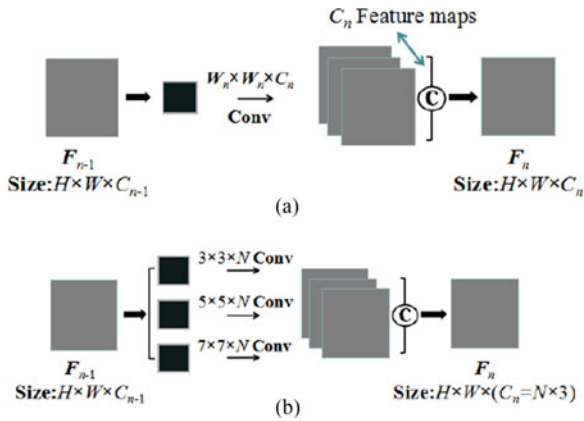 Cₙ Feature maps
Wₙ×Wₙ×Cₙ
Conv
C
Fₙ₋₁
Size:H×W×Cₙ₋₁
Fₙ
Size:H×W×Cₙ
(a)
3×3×N Conv
5×5×N Conv
7×7×N Conv
C
Fₙ₋₁
Size:H×W×Cₙ₋₁
Fₙ
Size:H×W×(Cₙ=N×3)
(b)